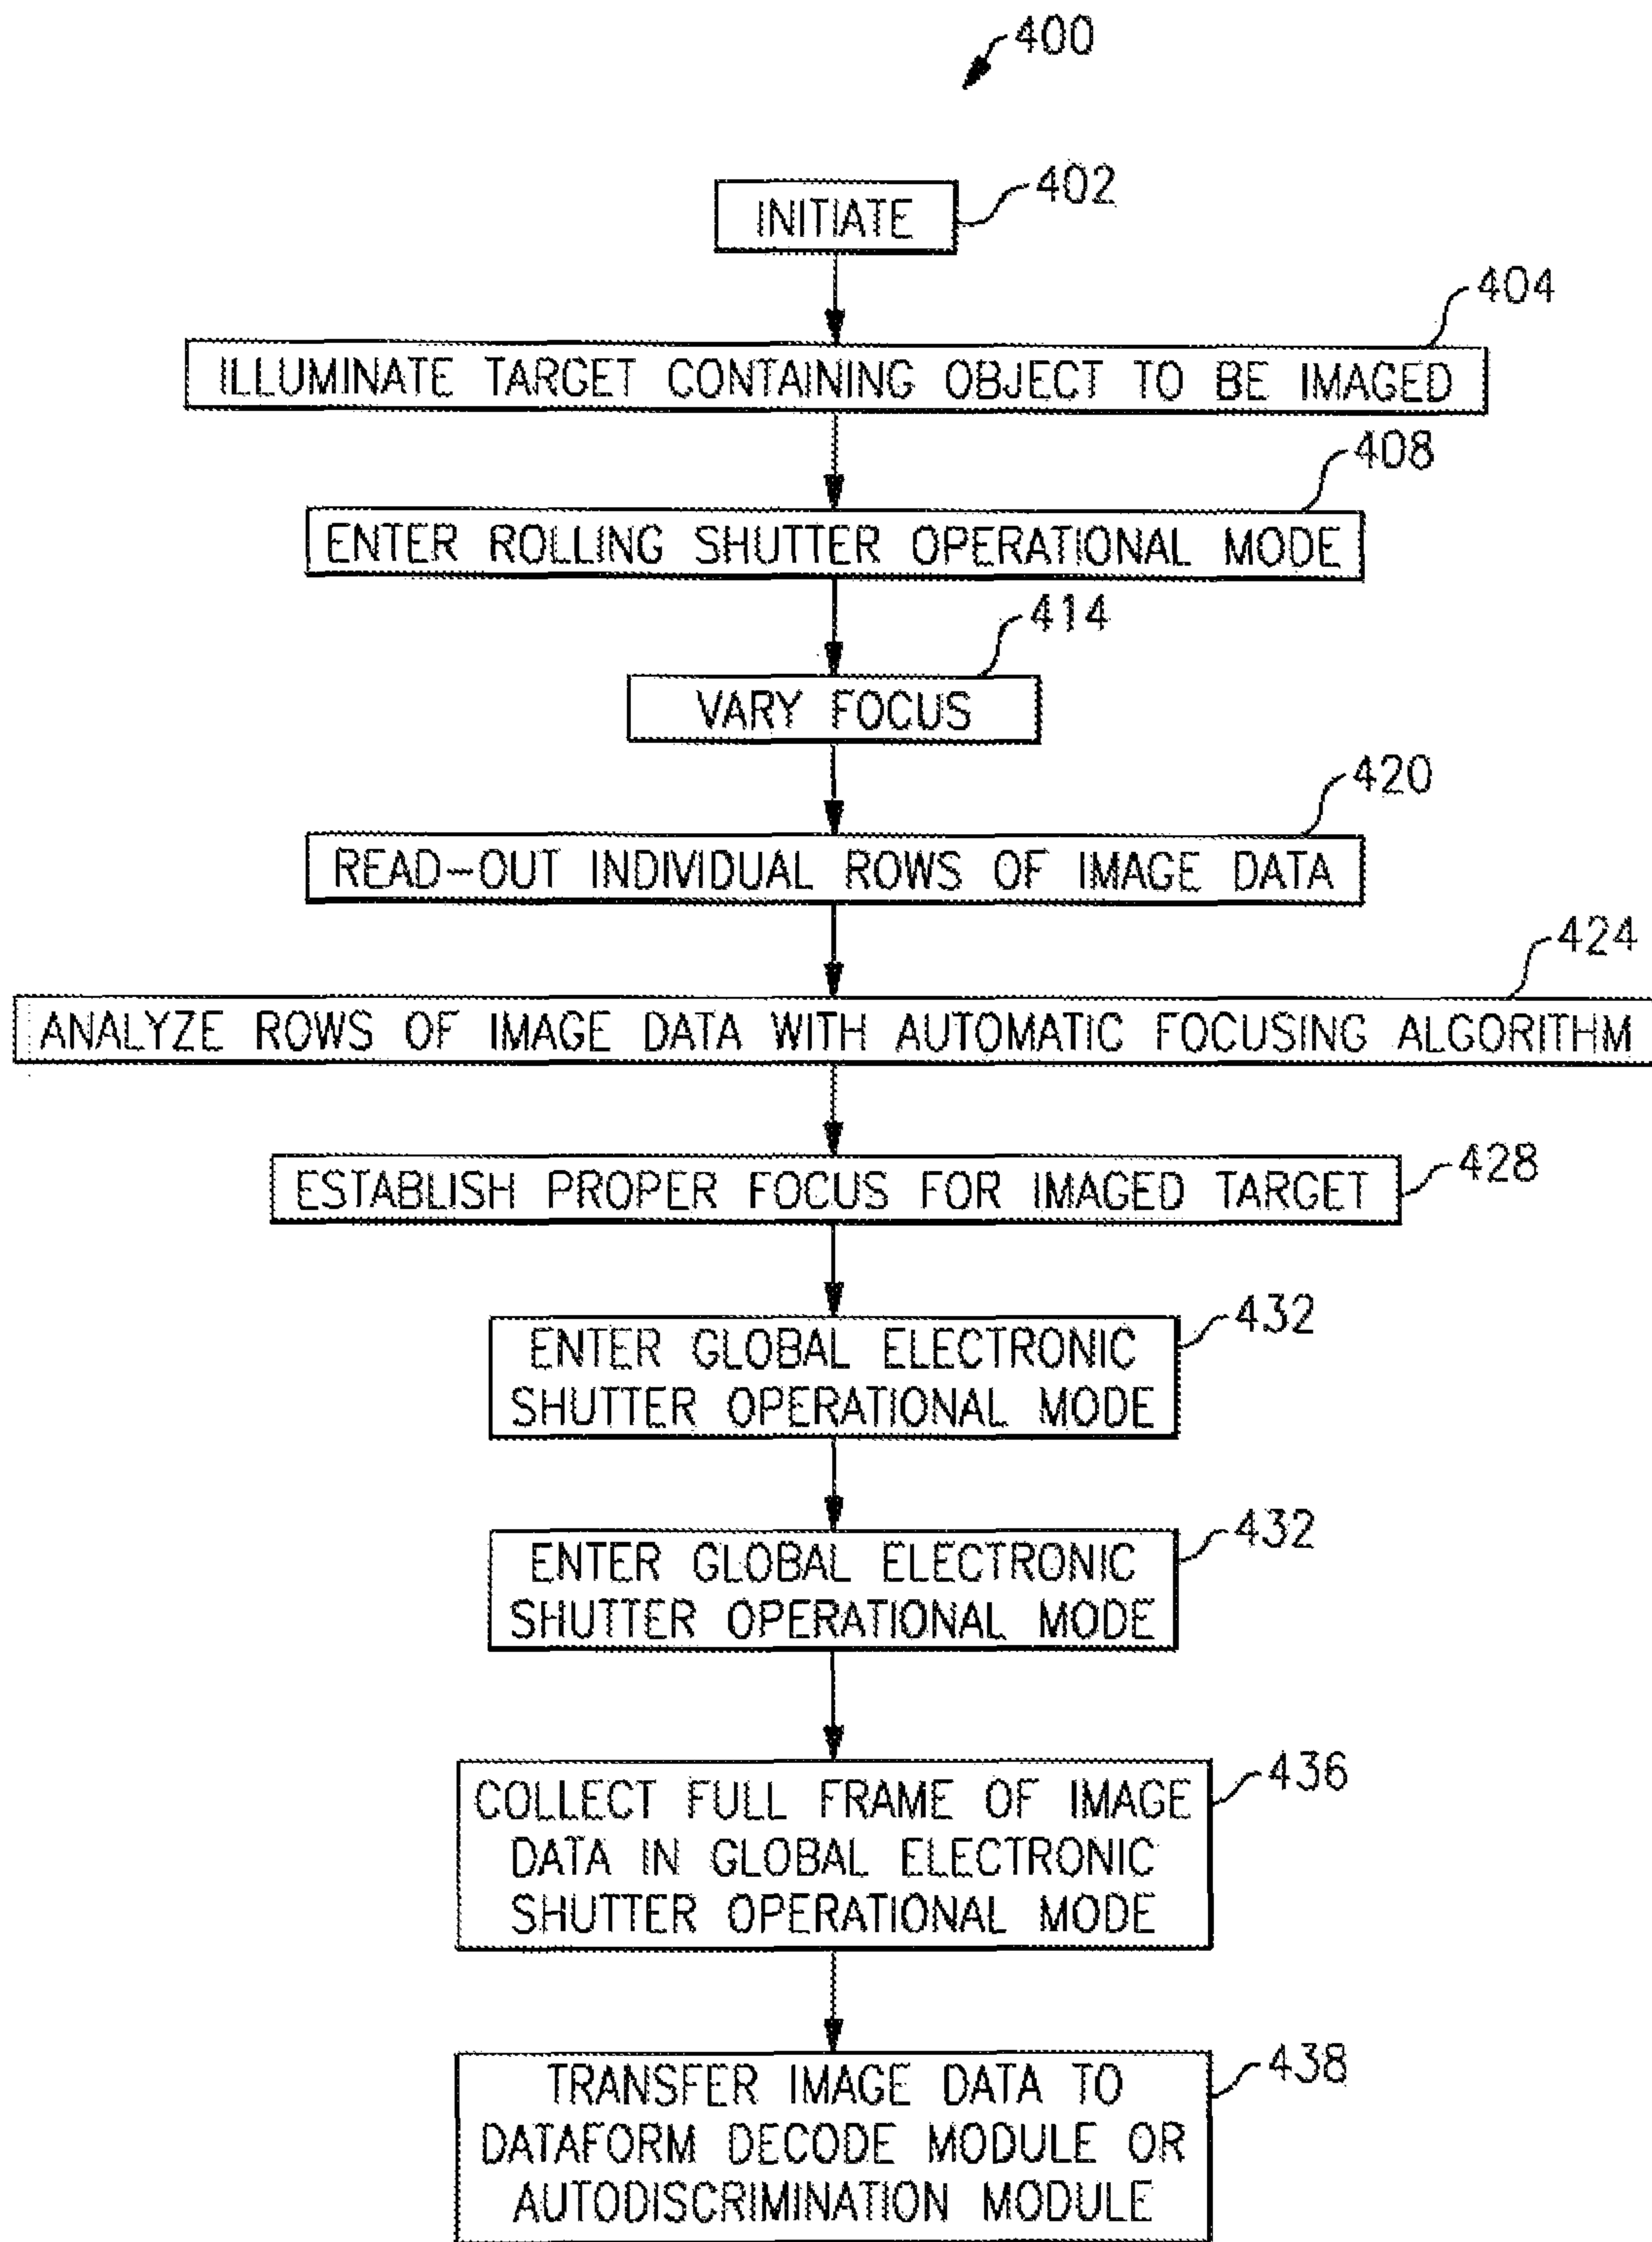 400
402
INITIATE
404
ILLUMINATE TARGET CONTAINING OBJECT TO BE IMAGED
408
ENTER ROLLING SHUTTER OPERATIONAL MODE
414
VARY FOCUS
420
READ-OUT INDIVIDUAL ROWS OF IMAGE DATA
424
ANALYZE ROWS OF IMAGE DATA WITH AUTOMATIC FOCUSING ALGORITHM
428
ESTABLISH PROPER FOCUS FOR IMAGED TARGET
432
ENTER GLOBAL ELECTRONIC
SHUTTER OPERATIONAL MODE
432
ENTER GLOBAL ELECTRONIC
SHUTTER OPERATIONAL MODE
436
COLLECT FULL FRAME OF IMAGE
DATA IN GLOBAL ELECTRONIC
SHUTTER OPERATIONAL MODE
438
TRANSFER IMAGE DATA TO
DATAFORM DECODE MODULE OR
AUTODISCRIMINATION MODULE